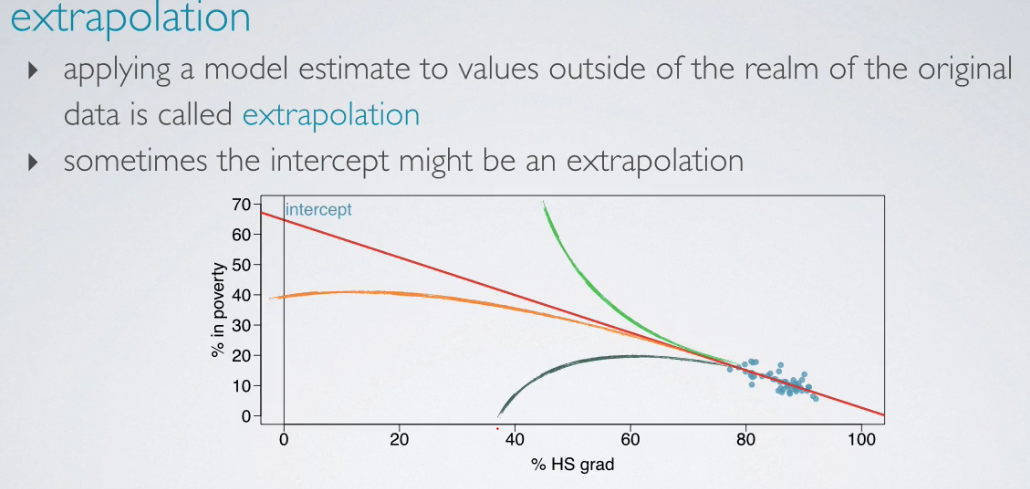 extrapolation
▸ applying a model estimate to values outside of the realm of the original
data is called extrapolation
▸ sometimes the intercept might be an extrapolation
intercept
70
60
50
40
30
20
10
0
% in poverty
0 20 40 60 80 100
% HS grad